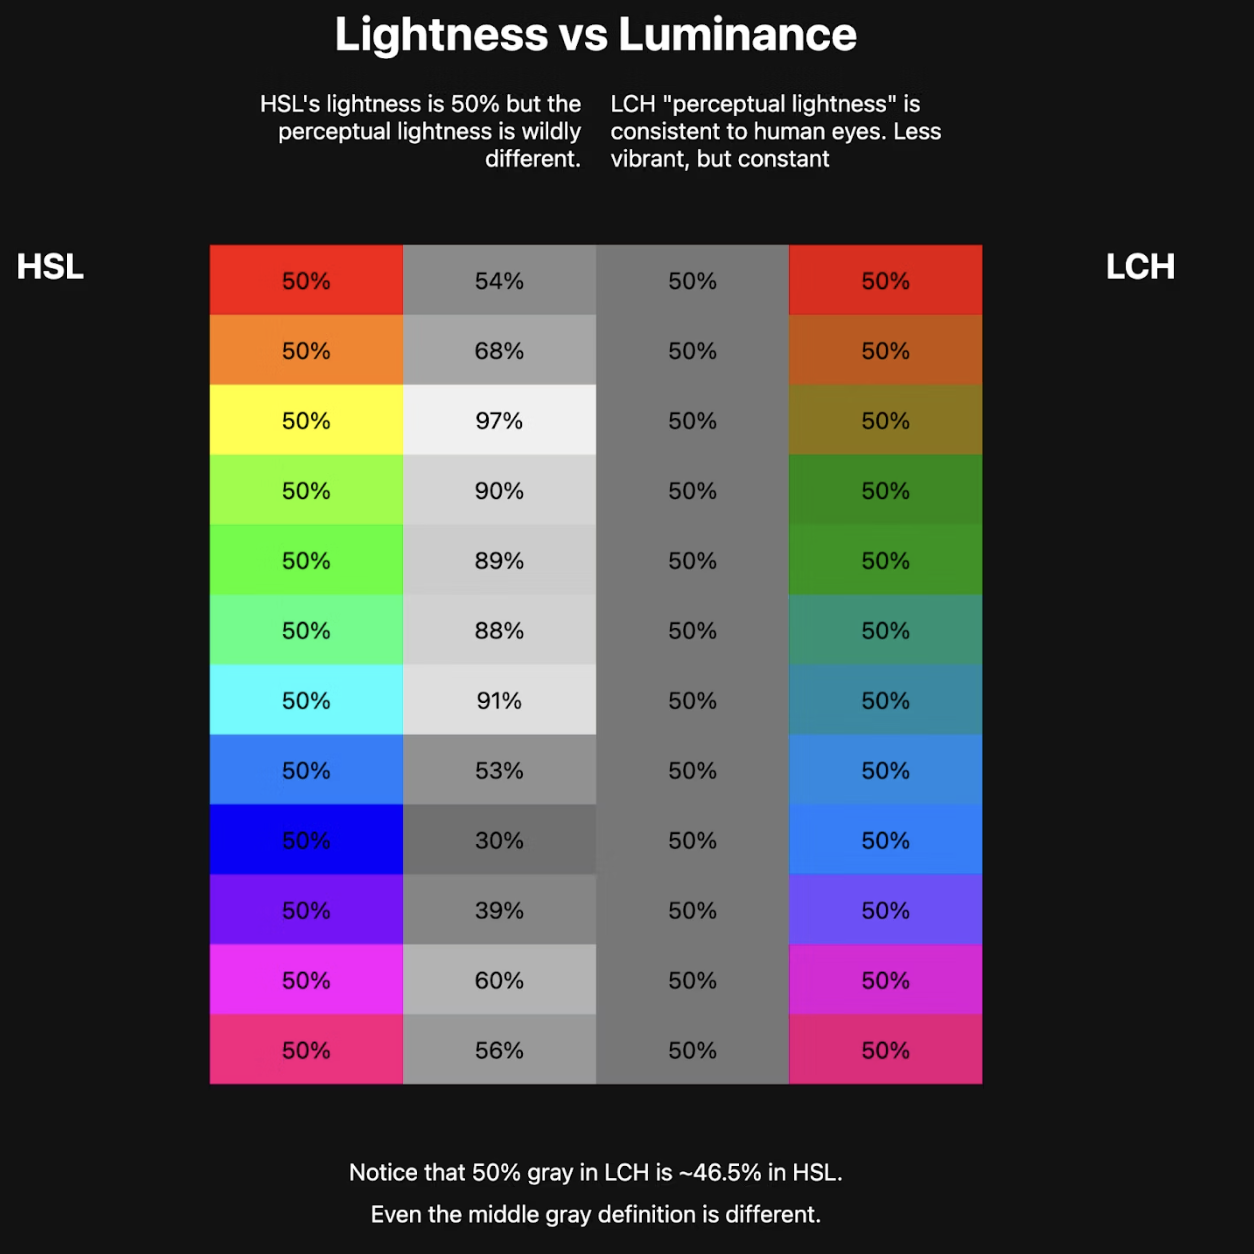 Lightness vs Luminance
HSL's lightness is 50% but the
perceptual lightness is wildly
different.
LCH "perceptual lightness" is
consistent to human eyes. Less
vibrant, but constant
HSL
LCH
50% 54% 50% 50%
50% 68% 50% 50%
50% 97% 50% 50%
50% 90% 50% 50%
50% 89% 50% 50%
50% 88% 50% 50%
50% 91% 50% 50%
50% 53% 50% 50%
50% 30% 50% 50%
50% 39% 50% 50%
50% 60% 50% 50%
50% 56% 50% 50%
Notice that 50% gray in LCH is ~46.5% in HSL.
Even the middle gray definition is different.